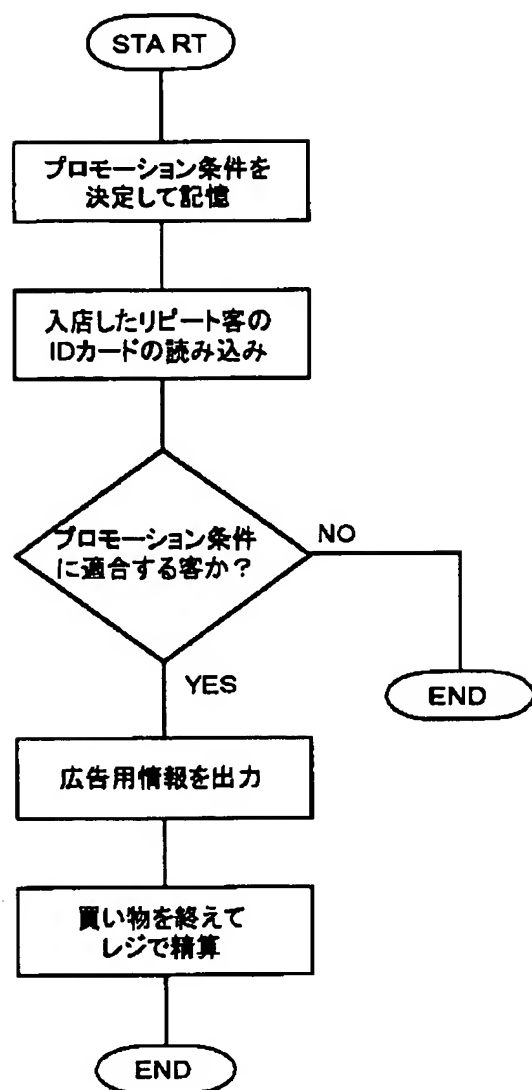 START
プロモーション条件を
決定して記憶
入店したリピート客の
IDカードの読み込み
プロモーション条件
に適合する客か？
NO
YES
END
広告用情報を出力
買い物を終えて
レジで精算
END